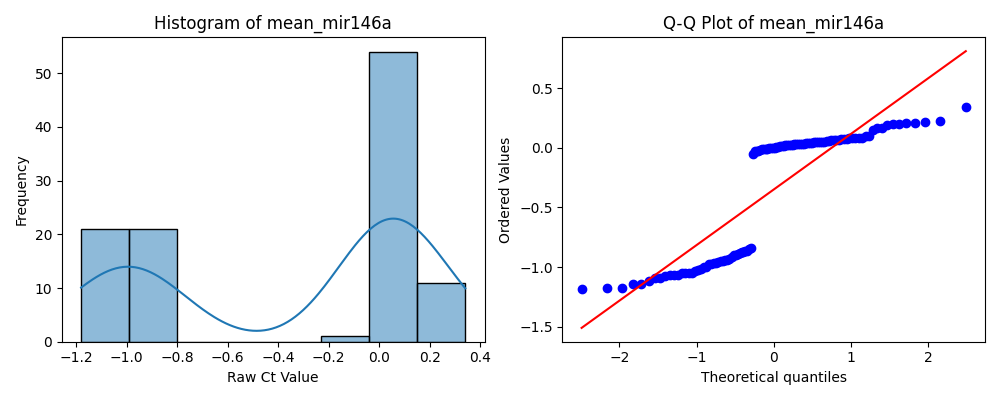 Histogram of mean_mir146a
Frequency
50
40
30
20
10
0
−1.2 −1.0 −0.8 −0.6 −0.4 −0.2 0.0 0.2 0.4
Raw Ct Value
Q-Q Plot of mean_mir146a
Ordered Values
0.5
0.0
−0.5
−1.0
−1.5
−2 −1 0 1 2
Theoretical quantiles